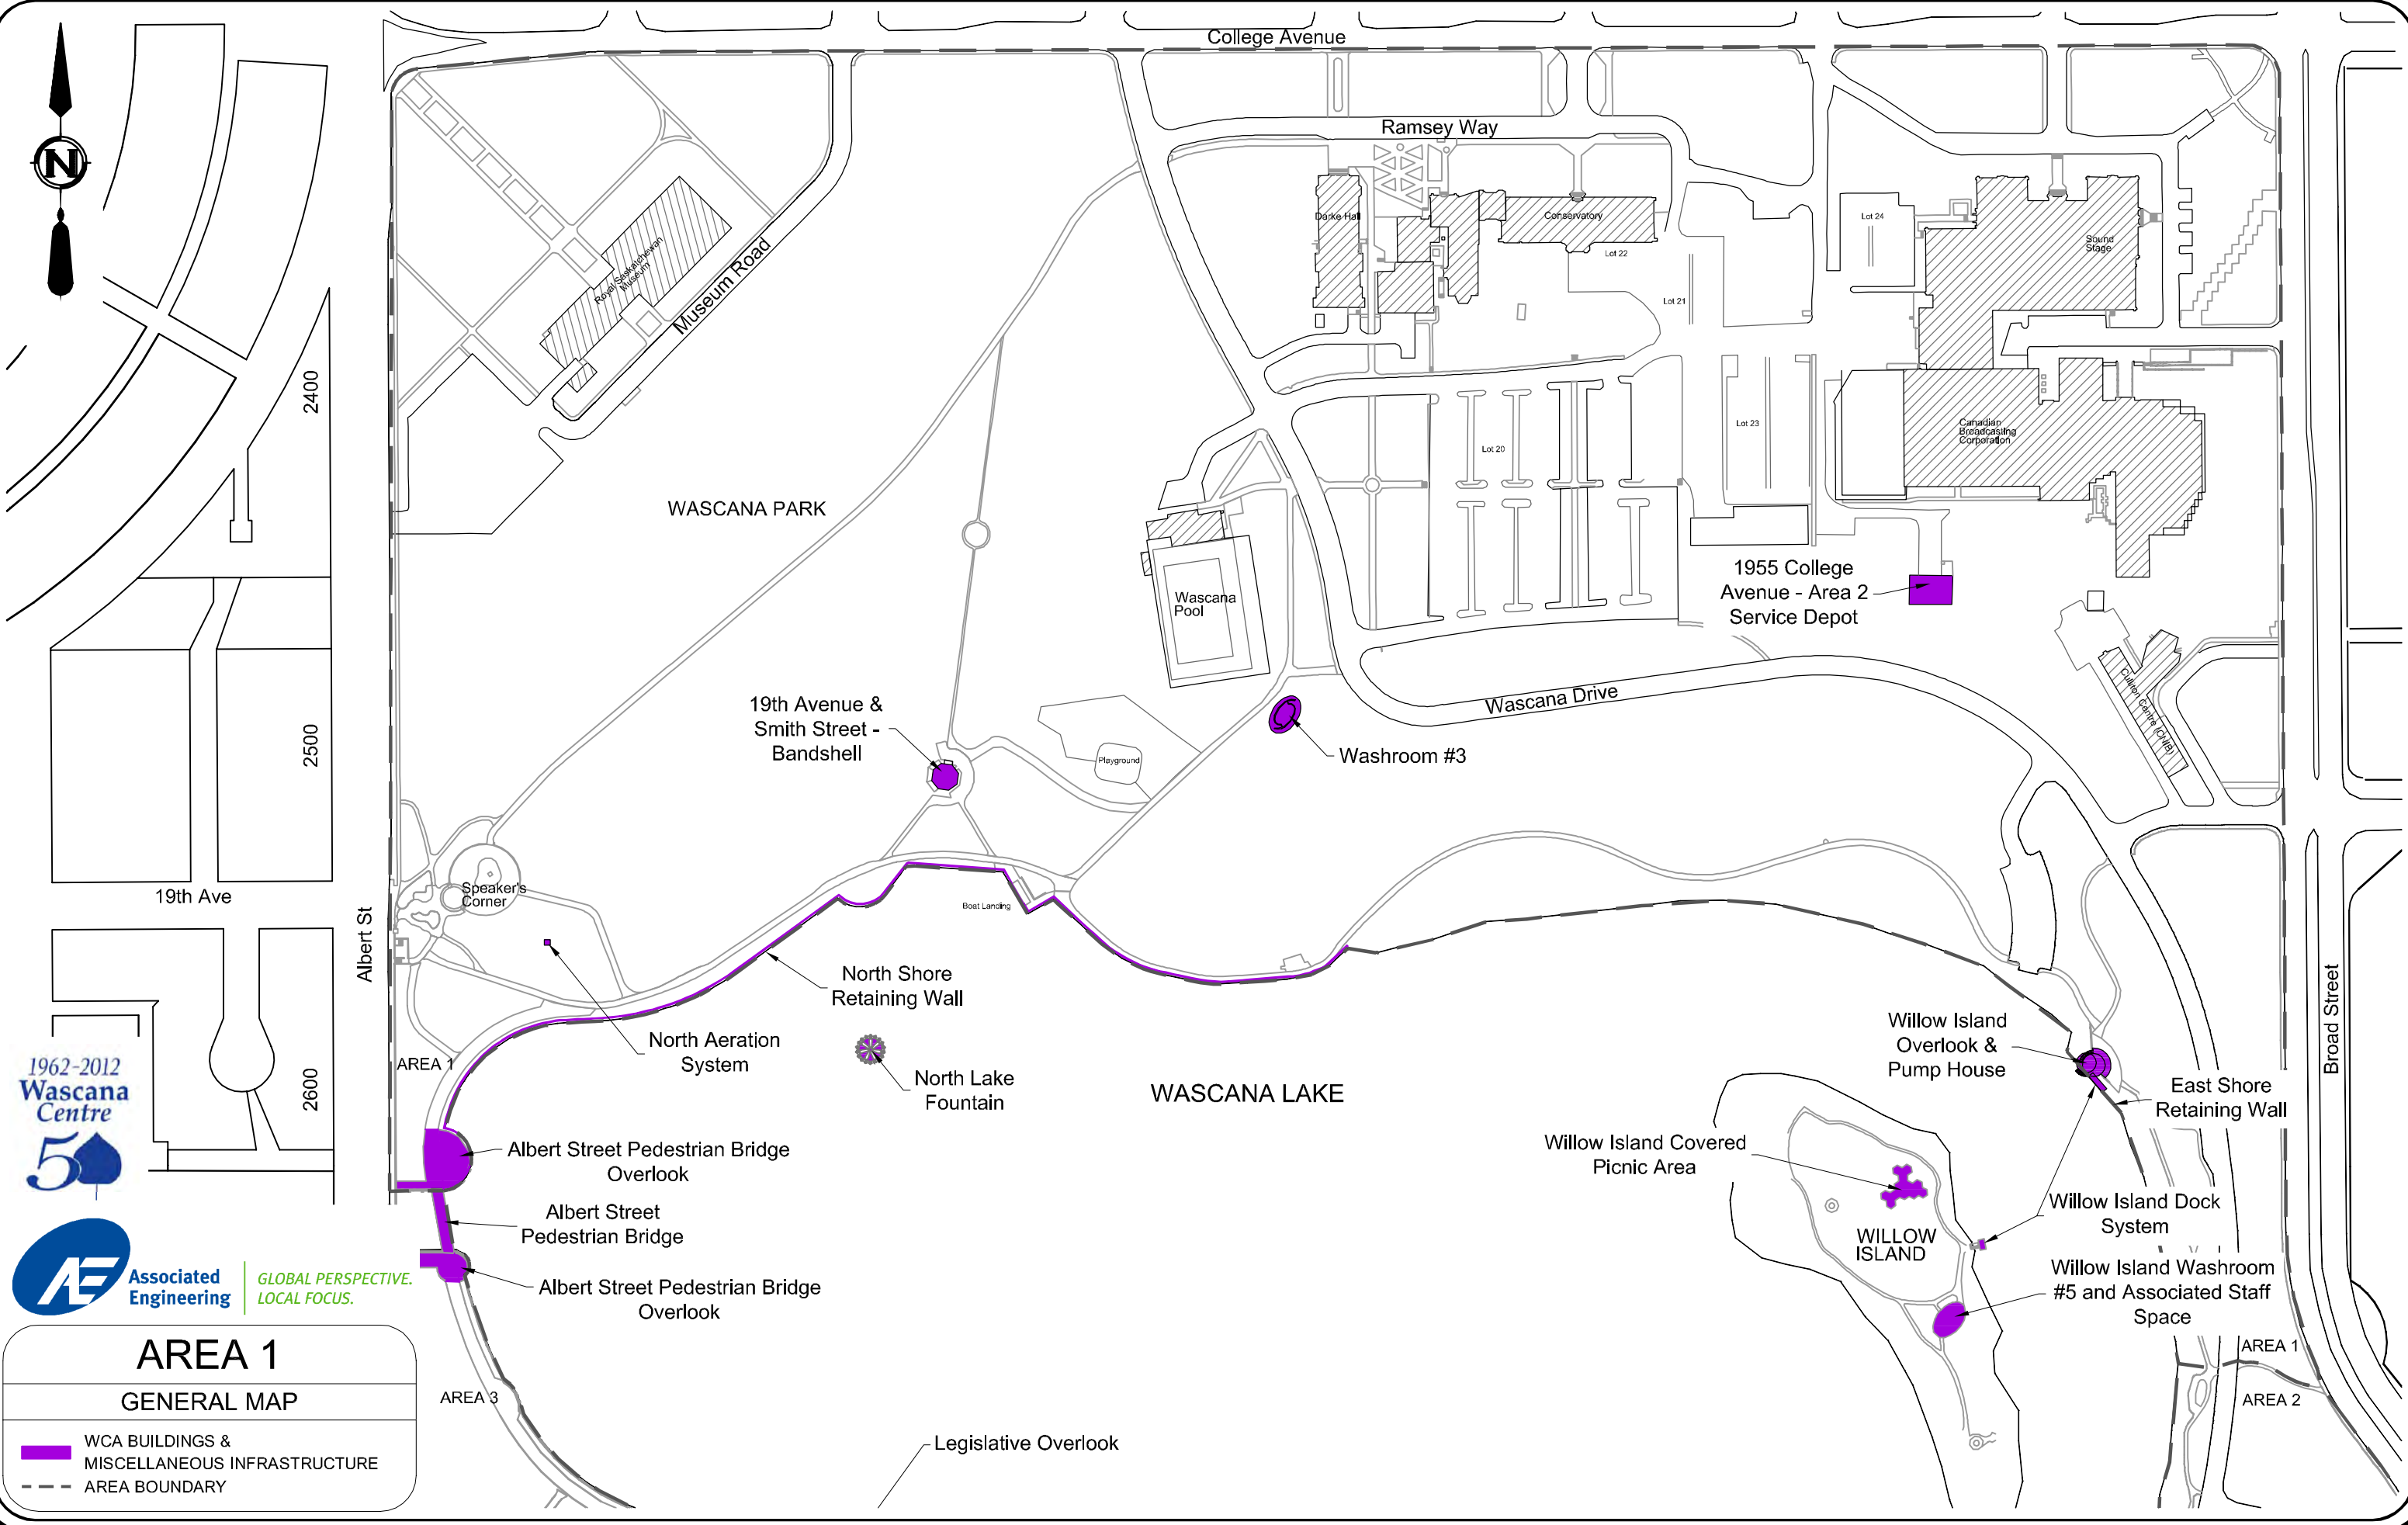 College Avenue
N
Ramsey Way
Darke Hall
Conservatory
Lot 24
Sound
Stage
Lot 22
Royal Saskatchewan
Museum
Museum Road
Lot 21
2400
Lot 23
Canadian
Broadcasting
Corporation
Lot 20
WASCANA PARK
1955 College
Avenue - Area 2
Service Depot
Wascana
Pool
Culliton Centre (CNIB)
Wascana Drive
19th Avenue &
Smith Street -
Bandshell
2500
Washroom #3
Playground
19th Ave
Speaker's
Corner
Boat Landing
Albert St
North Shore
Retaining Wall
Broad Street
North Aeration
System
Willow Island
Overlook &
Pump House
AREA 1
2600
North Lake
Fountain
WASCANA LAKE
East Shore
Retaining Wall
1962-2012
Wascana
Centre
50
Albert Street Pedestrian Bridge
Overlook
Willow Island Covered
Picnic Area
Albert Street
Pedestrian Bridge
Willow Island Dock
System
WILLOW
ISLAND
Albert Street Pedestrian Bridge
Overlook
Willow Island Washroom
#5 and Associated Staff
Space
AE
Associated
Engineering
GLOBAL PERSPECTIVE.
LOCAL FOCUS.
AREA 1
AREA 2
AREA 3
Legislative Overlook
AREA 1
GENERAL MAP
WCA BUILDINGS &
MISCELLANEOUS INFRASTRUCTURE
AREA BOUNDARY